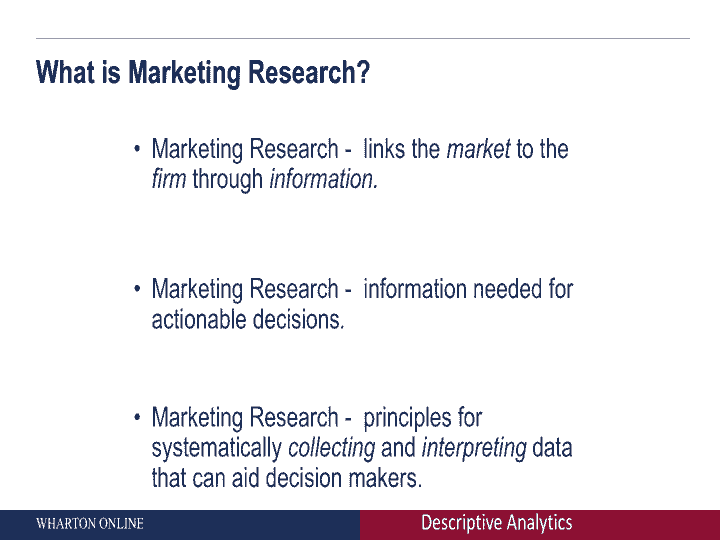 What is Marketing Research?
• Marketing Research - links the market to the
firm through information.
• Marketing Research - information needed for
actionable decisions.
• Marketing Research - principles for
systematically collecting and interpreting data
that can aid decision makers.
WHARTON ONLINE
Descriptive Analytics